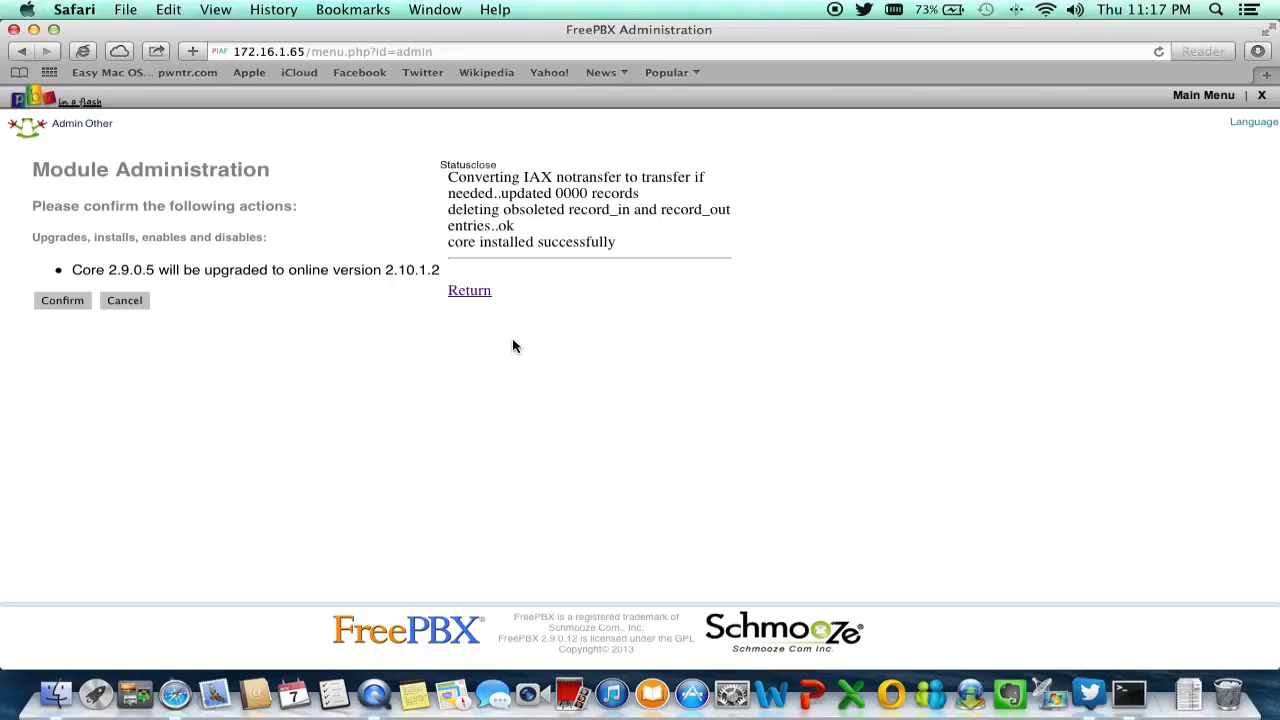 Safari File Edit View History Bookmarks Window Help 73% Thu 11:17 PM
FreePBX Administration
PIAF 172.16.1.65/menu.php?id=admin Reader
Easy Mac OS... pwntr.com Apple iCloud Facebook Twitter Wikipedia Yahoo! News Popular
pbx in a flash Main Menu | X
Admin Other Language
Module Administration
Please confirm the following actions:
Upgrades, installs, enables and disables:
• Core 2.9.0.5 will be upgraded to online version 2.10.1.2
Confirm Cancel
Statusclose
Converting IAX notransfer to transfer if
needed..updated 0000 records
deleting obsoleted record_in and record_out
entries..ok
core installed successfully
Return
FreePBX®
FreePBX is a registered trademark of
Schmooze Com., Inc.
FreePBX 2.9.0.12 is licensed under the GPL
Copyright© 2013
Schmooze
Schmooze Com Inc.